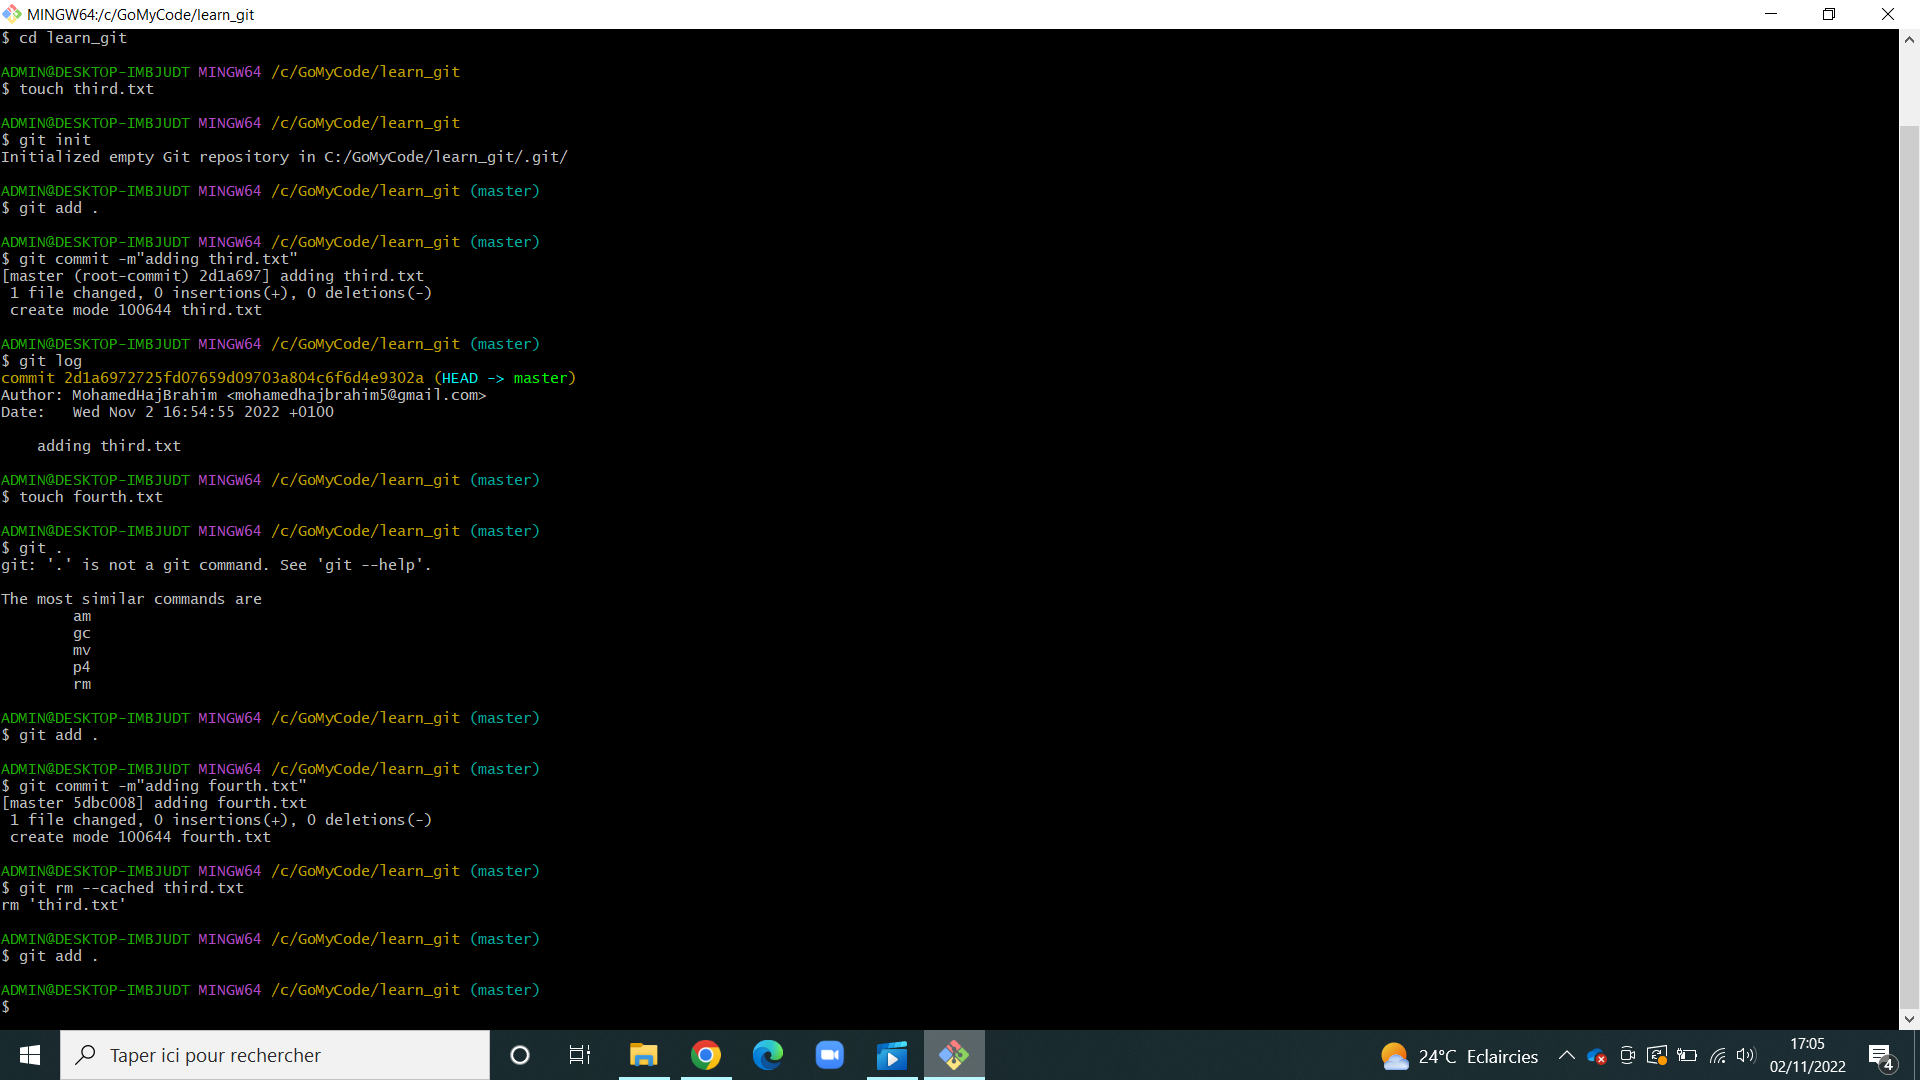 MINGW64:/c/GoMyCode/learn_git
$ cd learn_git
ADMIN@DESKTOP-IMBJUDT MINGW64 /c/GoMyCode/learn_git
$ touch third.txt
ADMIN@DESKTOP-IMBJUDT MINGW64 /c/GoMyCode/learn_git
$ git init
Initialized empty Git repository in C:/GoMyCode/learn_git/.git/
ADMIN@DESKTOP-IMBJUDT MINGW64 /c/GoMyCode/learn_git (master)
$ git add .
ADMIN@DESKTOP-IMBJUDT MINGW64 /c/GoMyCode/learn_git (master)
$ git commit -m"adding third.txt"
[master (root-commit) 2d1a697] adding third.txt
 1 file changed, 0 insertions(+), 0 deletions(-)
 create mode 100644 third.txt
ADMIN@DESKTOP-IMBJUDT MINGW64 /c/GoMyCode/learn_git (master)
$ git log
commit 2d1a6972725fd07659d09703a804c6f6d4e9302a (HEAD -> master)
Author: MohamedHajBrahim <mohamedhajbrahim5@gmail.com>
Date:   Wed Nov 2 16:54:55 2022 +0100
    adding third.txt
ADMIN@DESKTOP-IMBJUDT MINGW64 /c/GoMyCode/learn_git (master)
$ touch fourth.txt
ADMIN@DESKTOP-IMBJUDT MINGW64 /c/GoMyCode/learn_git (master)
$ git .
git: '.' is not a git command. See 'git --help'.
The most similar commands are
        am
        gc
        mv
        p4
        rm
ADMIN@DESKTOP-IMBJUDT MINGW64 /c/GoMyCode/learn_git (master)
$ git add .
ADMIN@DESKTOP-IMBJUDT MINGW64 /c/GoMyCode/learn_git (master)
$ git commit -m"adding fourth.txt"
[master 5dbc008] adding fourth.txt
 1 file changed, 0 insertions(+), 0 deletions(-)
 create mode 100644 fourth.txt
ADMIN@DESKTOP-IMBJUDT MINGW64 /c/GoMyCode/learn_git (master)
$ git rm --cached third.txt
rm 'third.txt'
ADMIN@DESKTOP-IMBJUDT MINGW64 /c/GoMyCode/learn_git (master)
$ git add .
ADMIN@DESKTOP-IMBJUDT MINGW64 /c/GoMyCode/learn_git (master)
$
Taper ici pour rechercher
24°C Eclaircies
17:05
02/11/2022
4